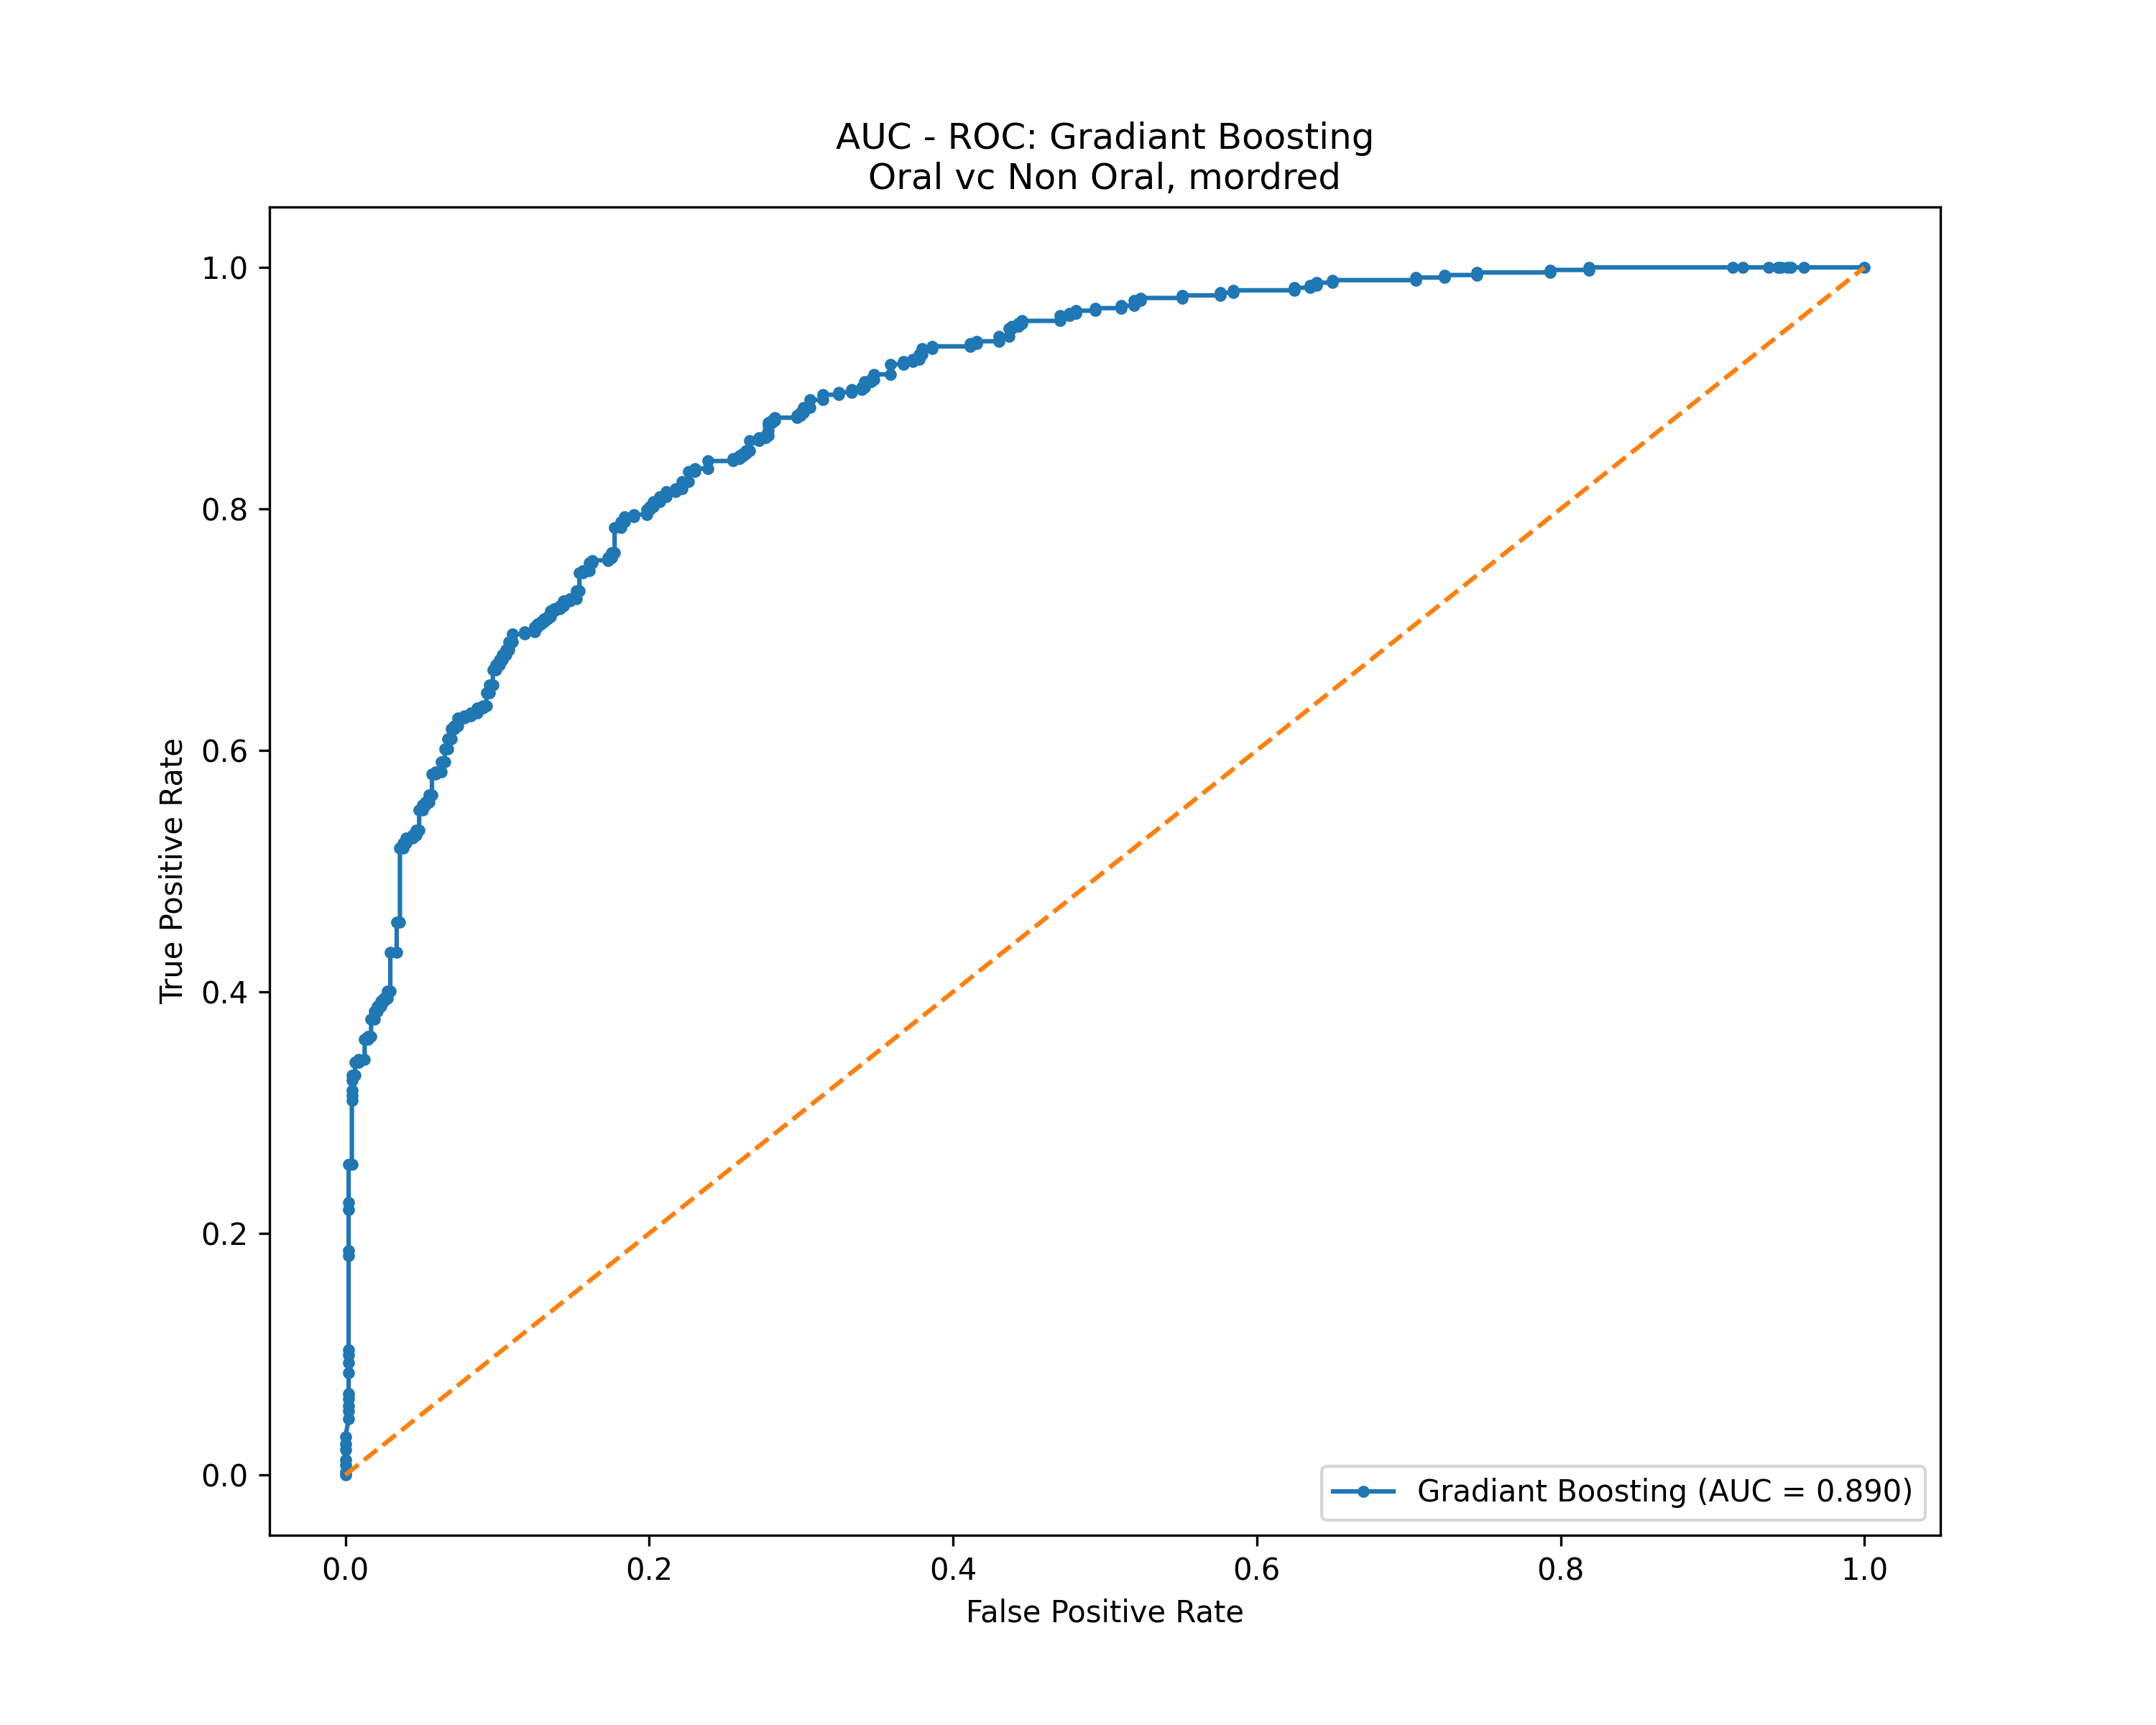 AUC - ROC: Gradiant Boosting
Oral vc Non Oral, mordred
True Positive Rate
1.0
0.8
0.6
0.4
0.2
0.0
Gradiant Boosting (AUC = 0.890)
0.0 0.2 0.4 0.6 0.8 1.0
False Positive Rate